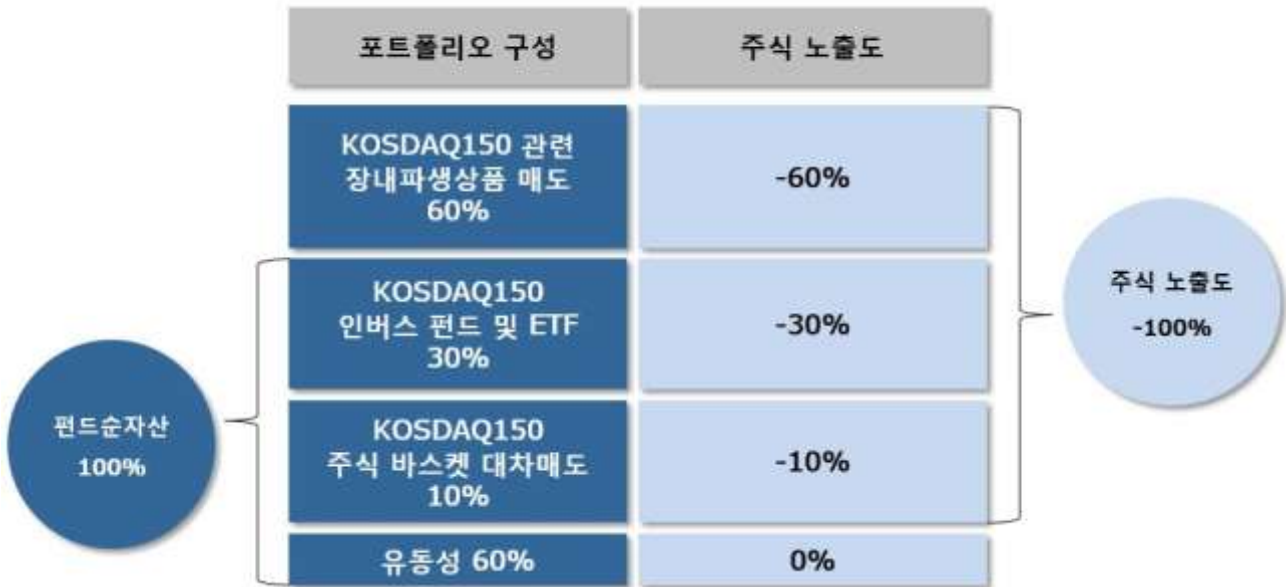 포트폴리오 구성
주식 노출도
KOSDAQ150 관련
장내파생상품 매도
60%
-60%
KOSDAQ150
인버스 펀드 및 ETF
30%
-30%
KOSDAQ150
주식 바스켓 대차매도
10%
-10%
유동성 60%
0%
펀드순자산
100%
주식 노출도
-100%